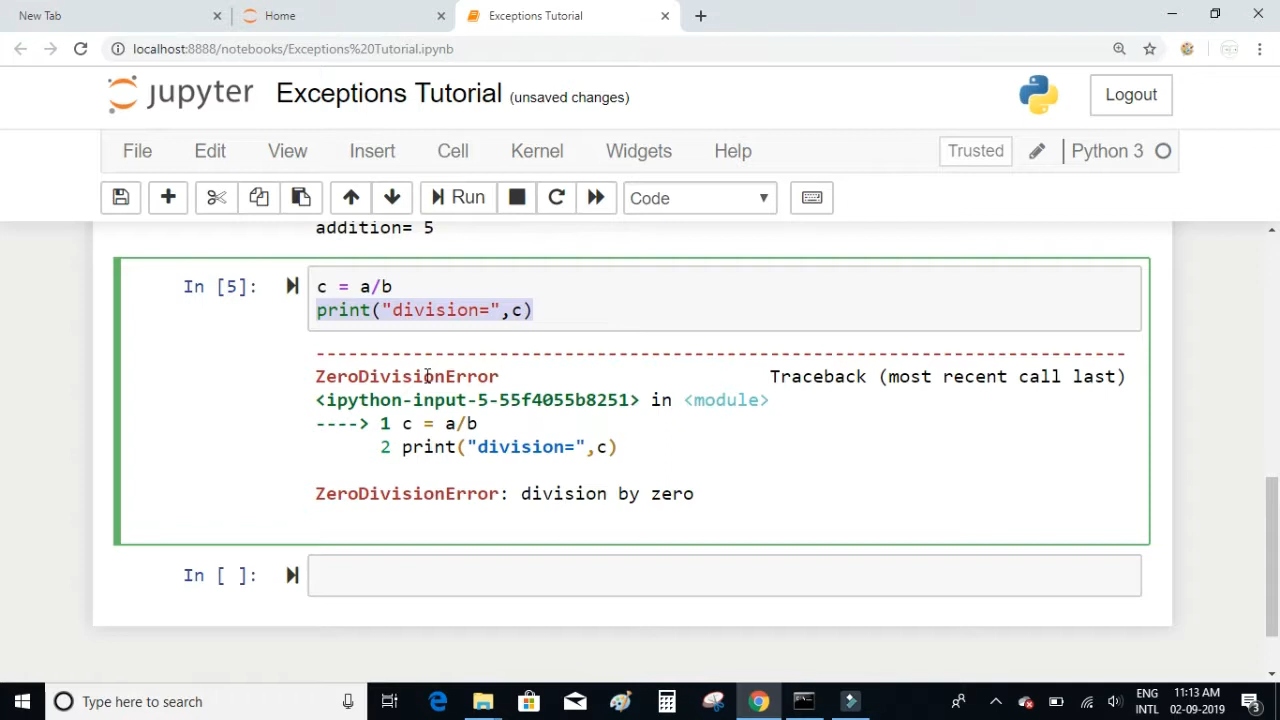 New Tab
Home
Exceptions Tutorial
localhost:8888/notebooks/Exceptions%20Tutorial.ipynb
jupyter Exceptions Tutorial (unsaved changes)
Logout
File Edit View Insert Cell Kernel Widgets Help
Trusted
Python 3
Run
Code
addition= 5
In [5]:
c = a/b
print("division=",c)
---------------------------------------------------------------------------
ZeroDivisionError Traceback (most recent call last)
<ipython-input-5-55f4055b8251> in <module>
----> 1 c = a/b
2 print("division=",c)
ZeroDivisionError: division by zero
In [ ]:
Type here to search
ENG
INTL
11:13 AM
02-09-2019
3